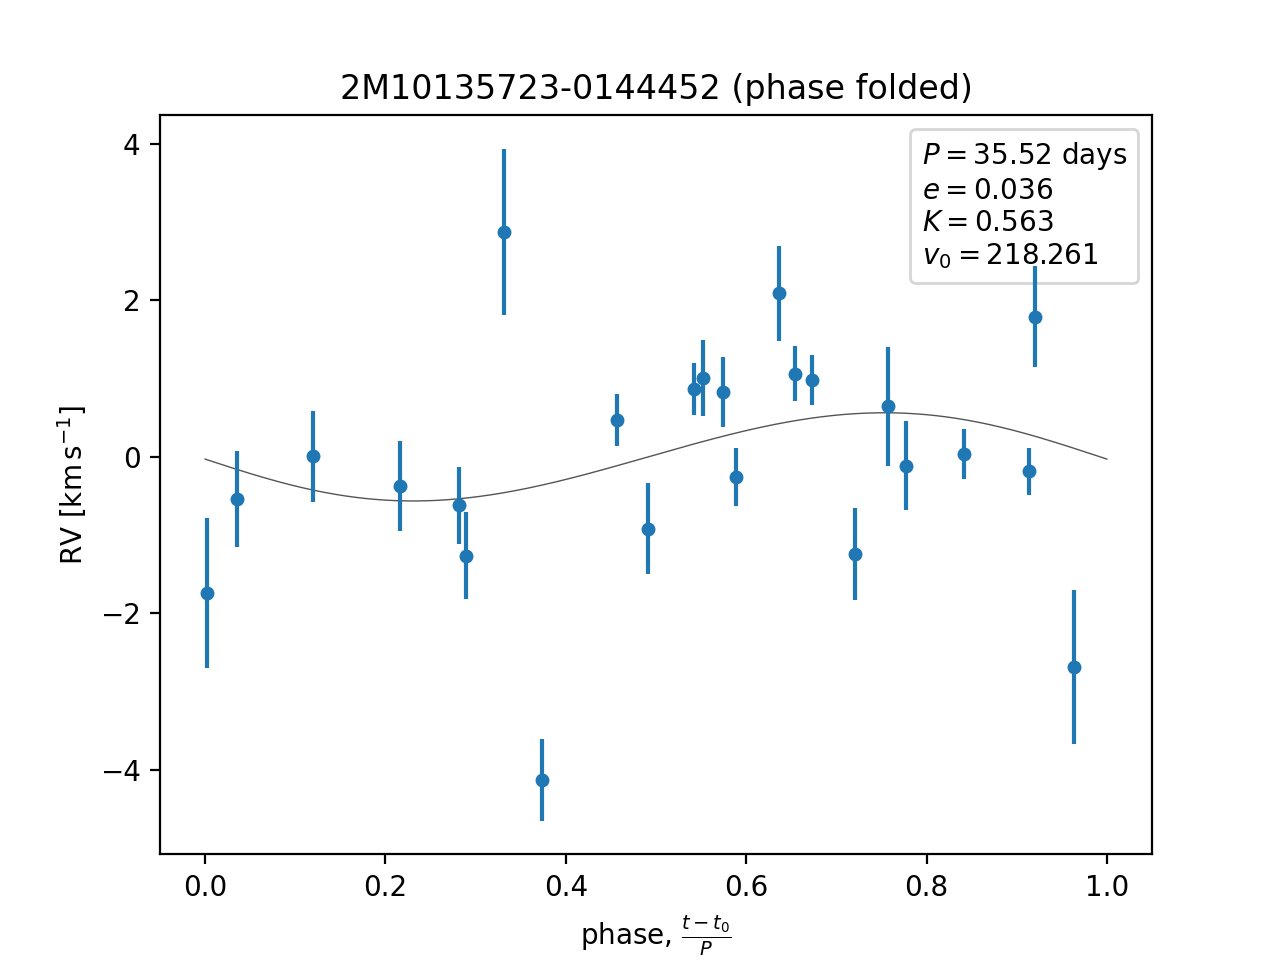 2M10135723-0144452 (phase folded)
P = 35.52 days
e = 0.036
K = 0.563
v₀ = 218.261
RV [km s⁻¹]
4
2
0
−2
−4
0.0 0.2 0.4 0.6 0.8 1.0
phase, (t − t₀)/P